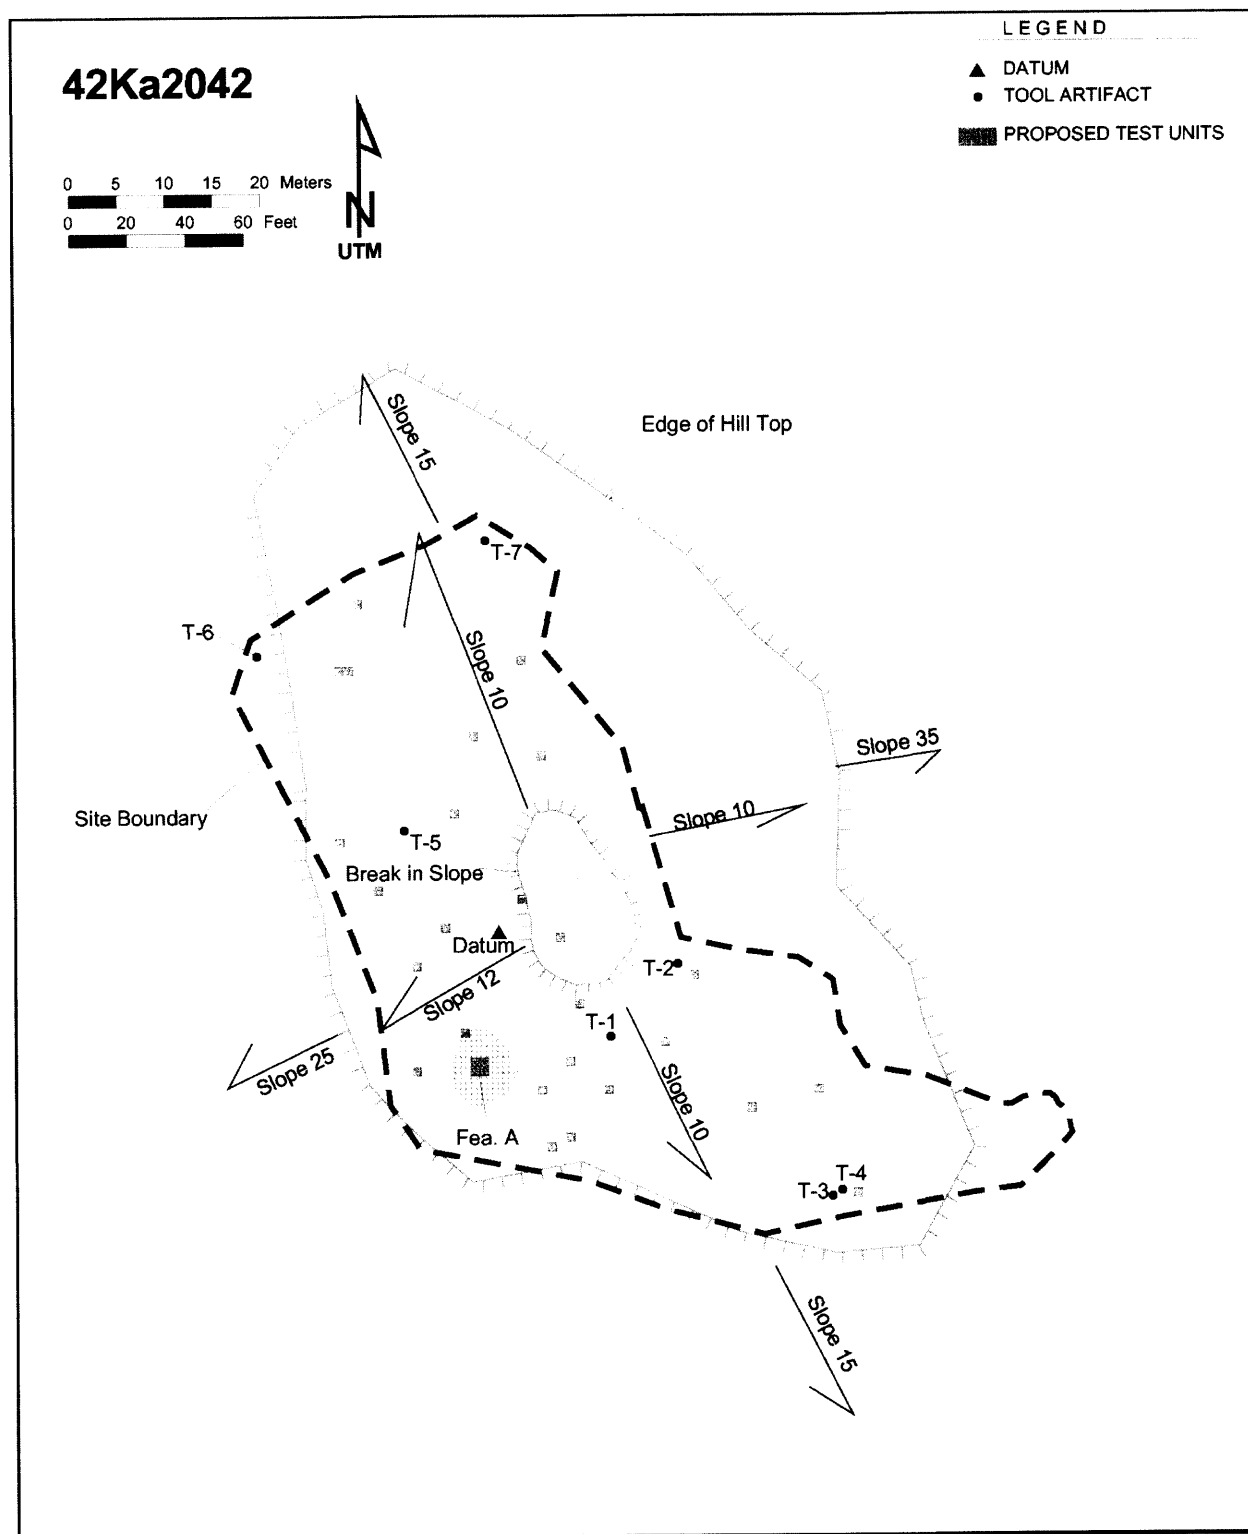 LEGEND
42Ka2042
DATUM
TOOL ARTIFACT
PROPOSED TEST UNITS
0 5 10 15 20 Meters
0 20 40 60 Feet
N
UTM
Slope 15
Edge of Hill Top
T-7
T-6
Slope 10
Slope 35
Site Boundary
Slope 10
T-5
Break in Slope
Datum
T-2
Slope 12
T-1
Slope 25
Slope 10
Fea. A
T-4
T-3
Slope 15